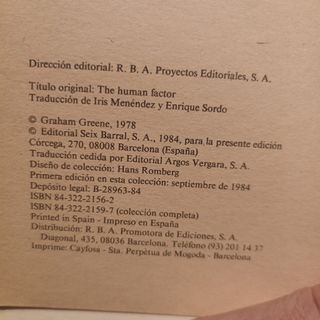 Dirección editorial: R. B. A. Proyectos Editoriales, S. A.
Título original: The human factor
Traducción de Iris Menéndez y Enrique Sordo
© Graham Greene, 1978
© Editorial Seix Barral, S. A., 1984, para la presente edición
Córcega, 270, 08008 Barcelona (España)
Traducción cedida por Editorial Argos Vergara, S. A.
Diseño de colección: Hans Romberg
Primera edición en esta colección: septiembre de 1984
Depósito legal: B-28963-84
ISBN 84-322-2156-2
ISBN 84-322-2159-7 (colección completa)
Printed in Spain - Impreso en España
Distribución: R. B. A. Promotora de Ediciones, S. A.
Diagonal, 435, 08036 Barcelona. Teléfono (93) 201 14 37
Imprime: Cayfosa - Sta. Perpètua de Mogoda - Barcelona